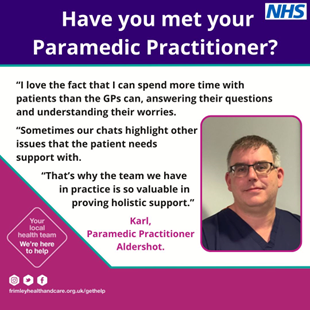 Have you met your
NHS
Paramedic Practitioner?
“I love the fact that I can spend more time with
patients than the GPs can, answering their questions
and understanding their worries.
“Sometimes our chats highlight other
issues that the patient needs
support with.
“That’s why the team we have
in practice is so valuable in
proving holistic support.”
Karl,
Paramedic Practitioner
Aldershot.
Your
local
health team
We're here
to help
frimleyhealthandcare.org.uk/gethelp